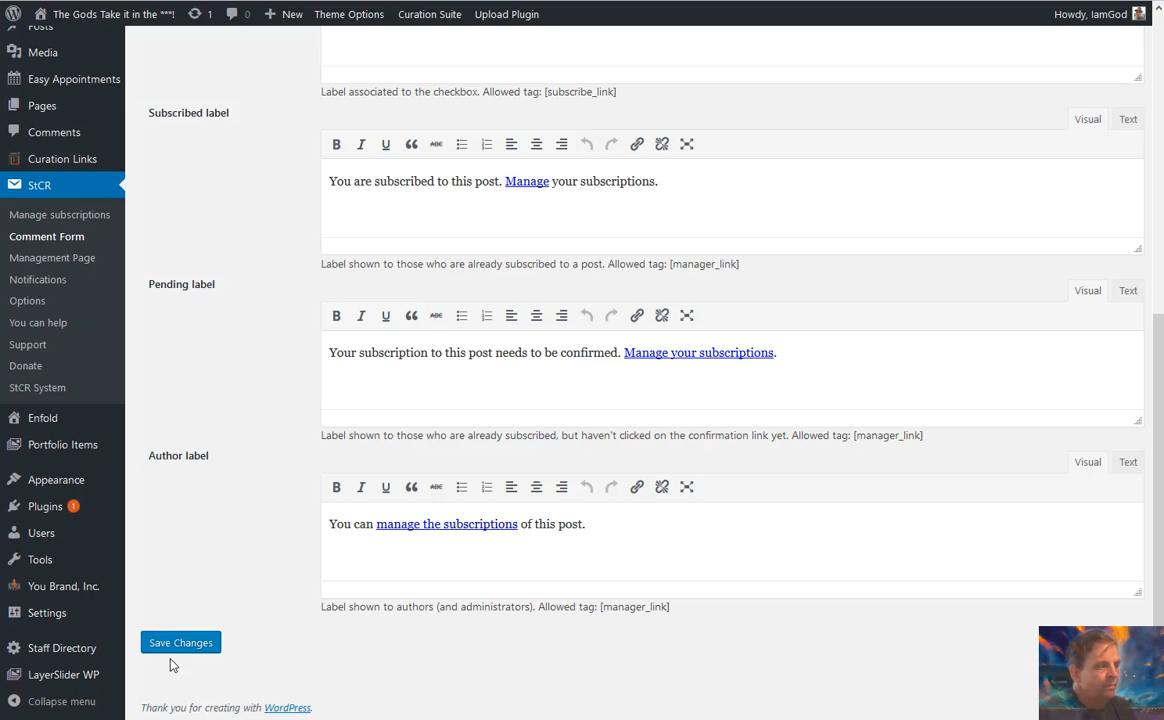 The Gods Take it in the ***! 1 0 New Theme Options Curation Suite Upload Plugin Howdy, IamGod
Posts
Media
Easy Appointments
Pages
Comments
Curation Links
StCR
Manage subscriptions
Comment Form
Management Page
Notifications
Options
You can help
Support
Donate
StCR System
Enfold
Portfolio Items
Appearance
Plugins 1
Users
Tools
You Brand, Inc.
Settings
Staff Directory
LayerSlider WP
Collapse menu
Label associated to the checkbox. Allowed tag: [subscribe_link]
Subscribed label
Visual Text
B I U ABC
You are subscribed to this post. Manage your subscriptions.
Label shown to those who are already subscribed to a post. Allowed tag: [manager_link]
Pending label
Visual Text
B I U ABC
Your subscription to this post needs to be confirmed. Manage your subscriptions.
Label shown to those who are already subscribed, but haven't clicked on the confirmation link yet. Allowed tag: [manager_link]
Author label
Visual Text
B I U ABC
You can manage the subscriptions of this post.
Label shown to authors (and administrators). Allowed tag: [manager_link]
Save Changes
Thank you for creating with WordPress.